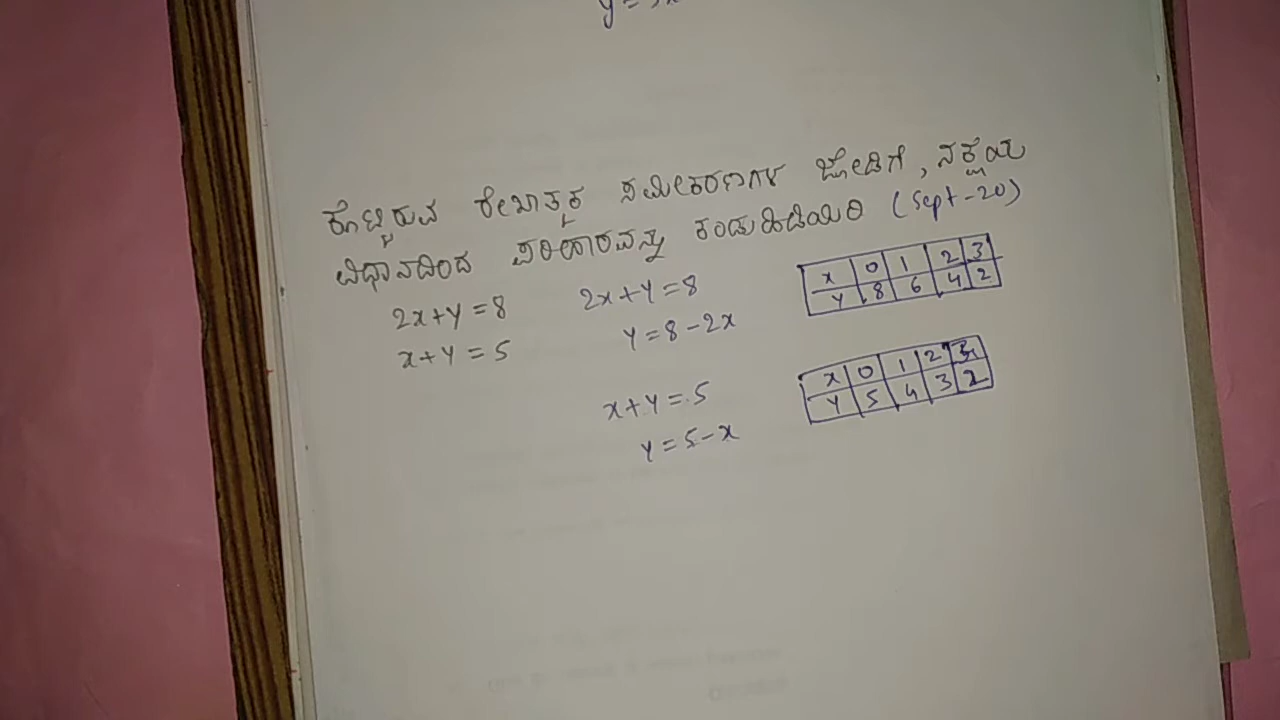 ಕೊಟ್ಟಿರುವ ರೇಖಾತ್ಮಕ ಸಮೀಕರಣಗಳ ಜೋಡಿಗೆ, ನಕ್ಷೆಯ
ವಿಧಾನದಿಂದ ಪರಿಹಾರವನ್ನು ಕಂಡುಹಿಡಿಯಿರಿ (Sept-20)
2x+y=8
x+y=5
2x+y=8
y=8-2x
x 0 1 2 3
y 8 6 4 2
x+y=5
y=5-x
x 0 1 2 3
y 5 4 3 2